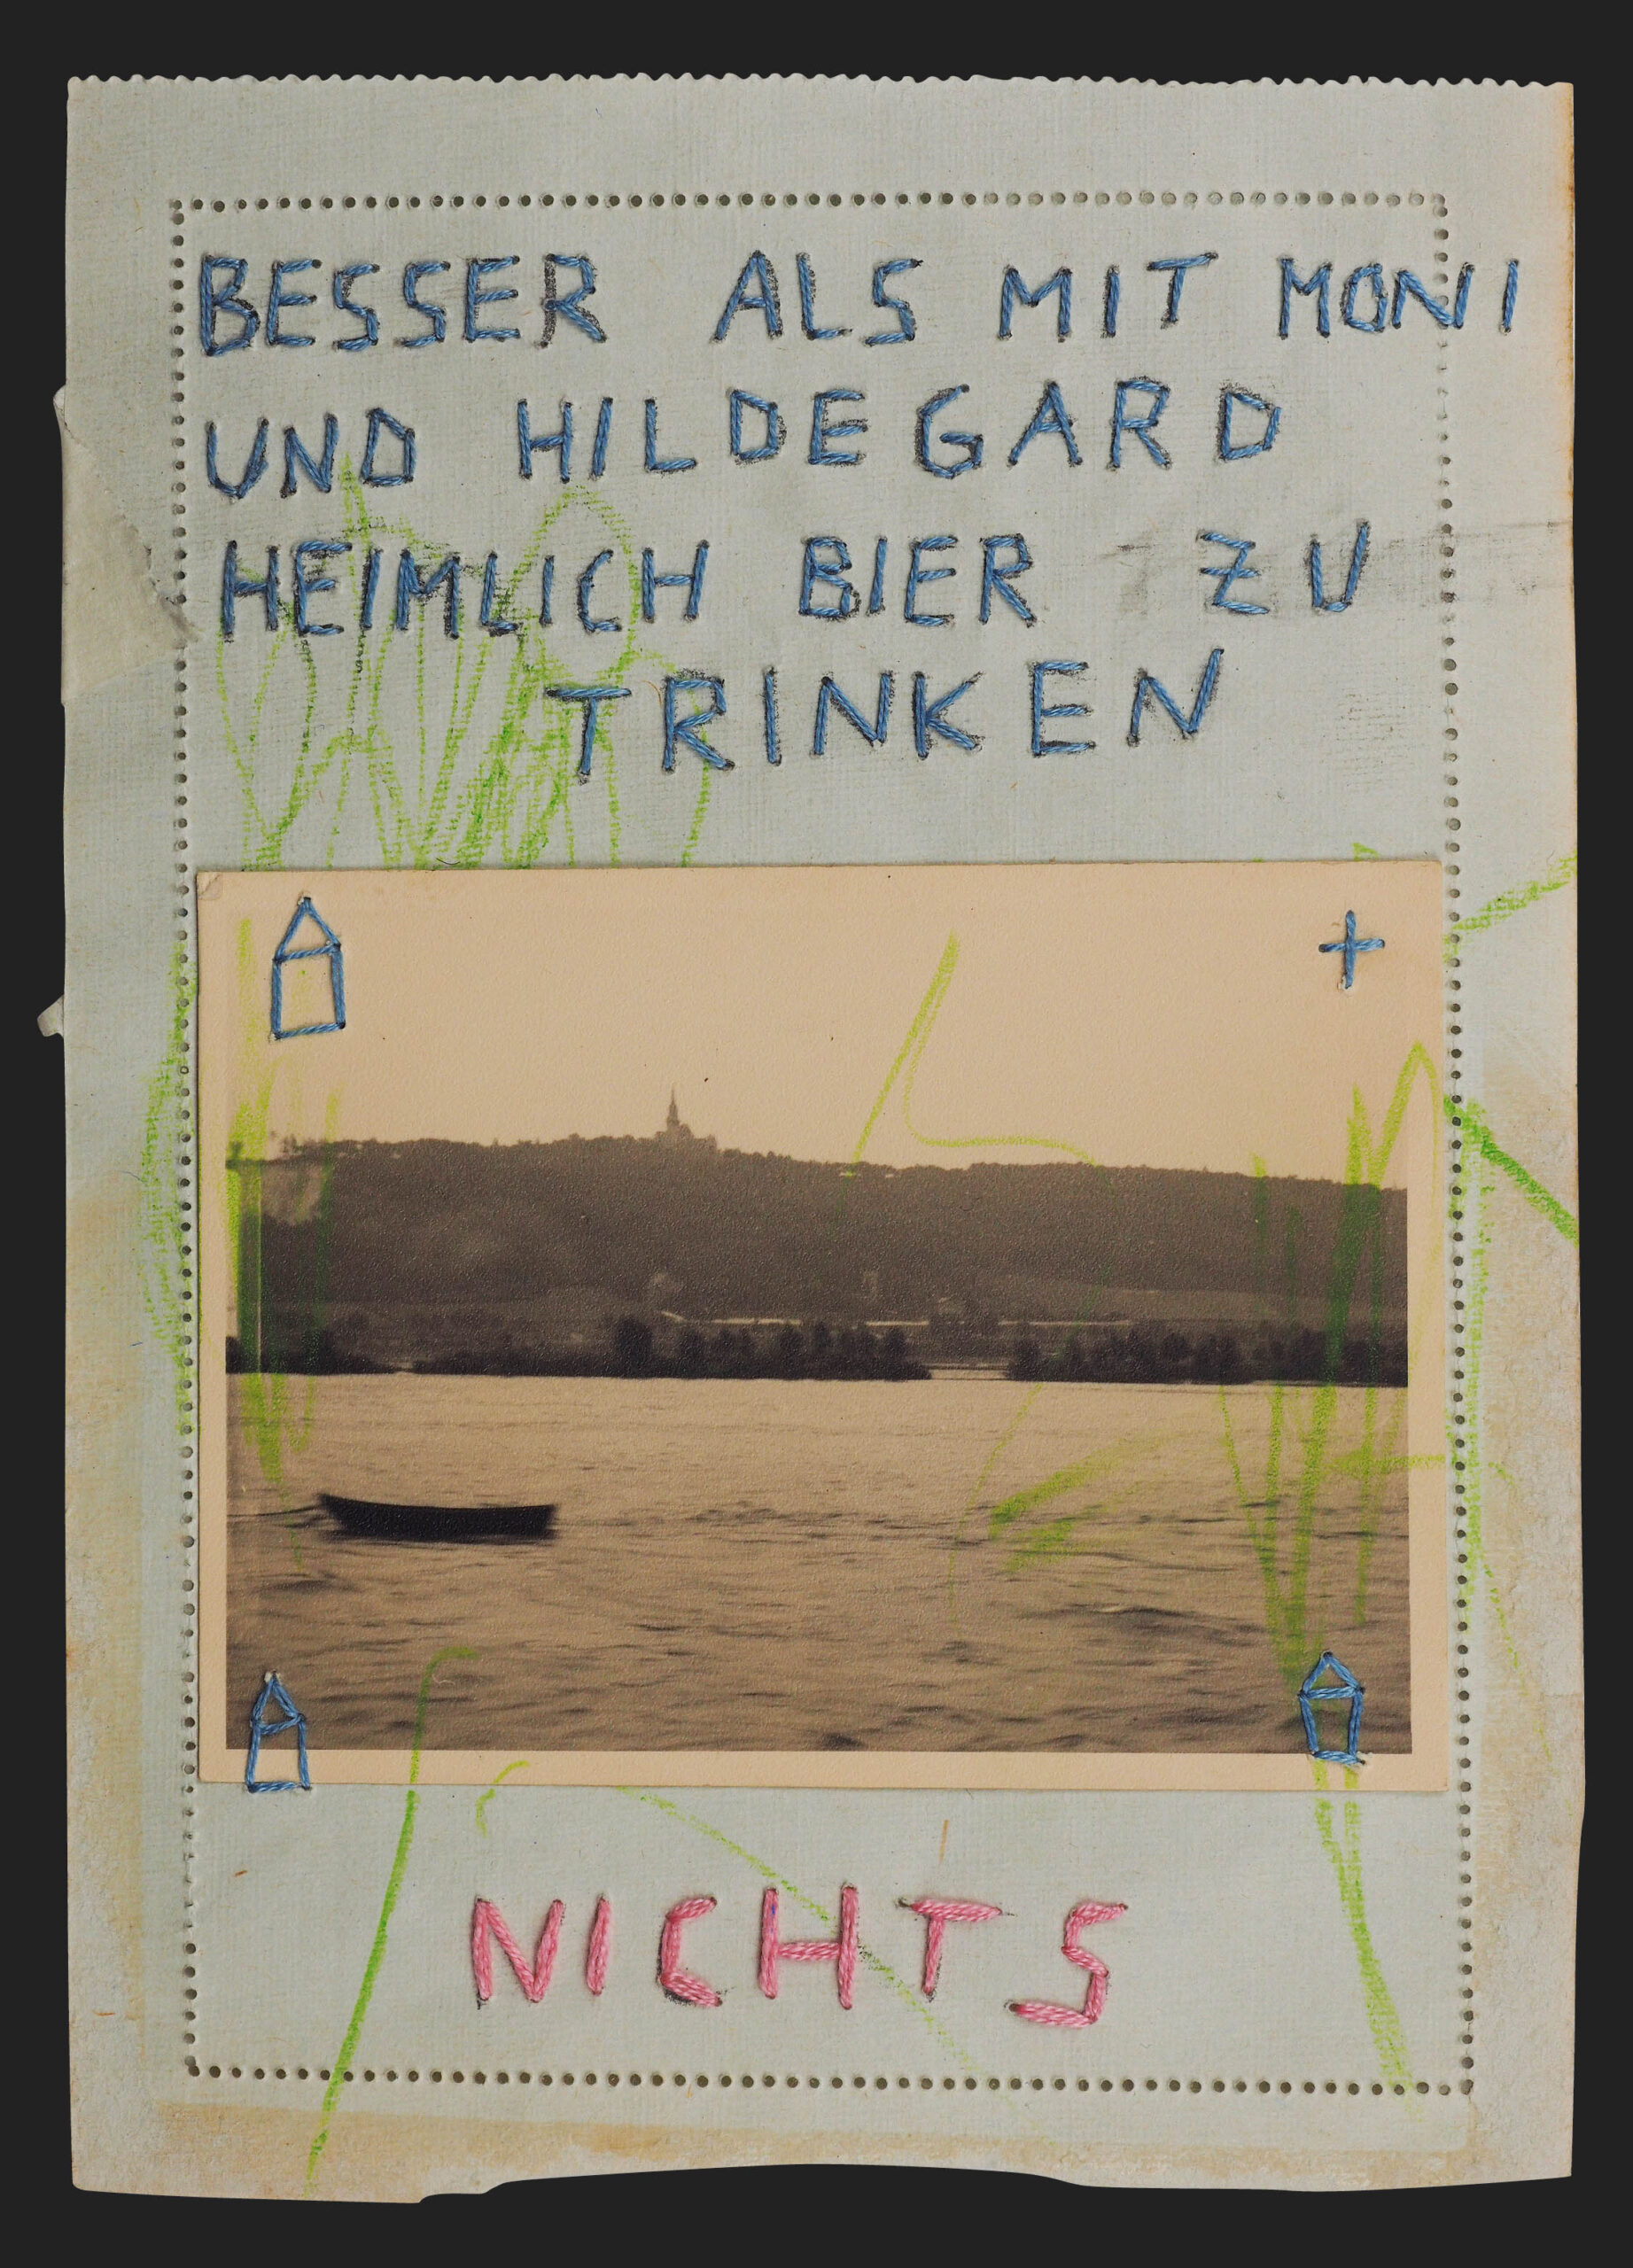 BESSER ALS MIT MONI
UND HILDEGARD
HEIMLICH BIER ZU
TRINKEN
NICHTS